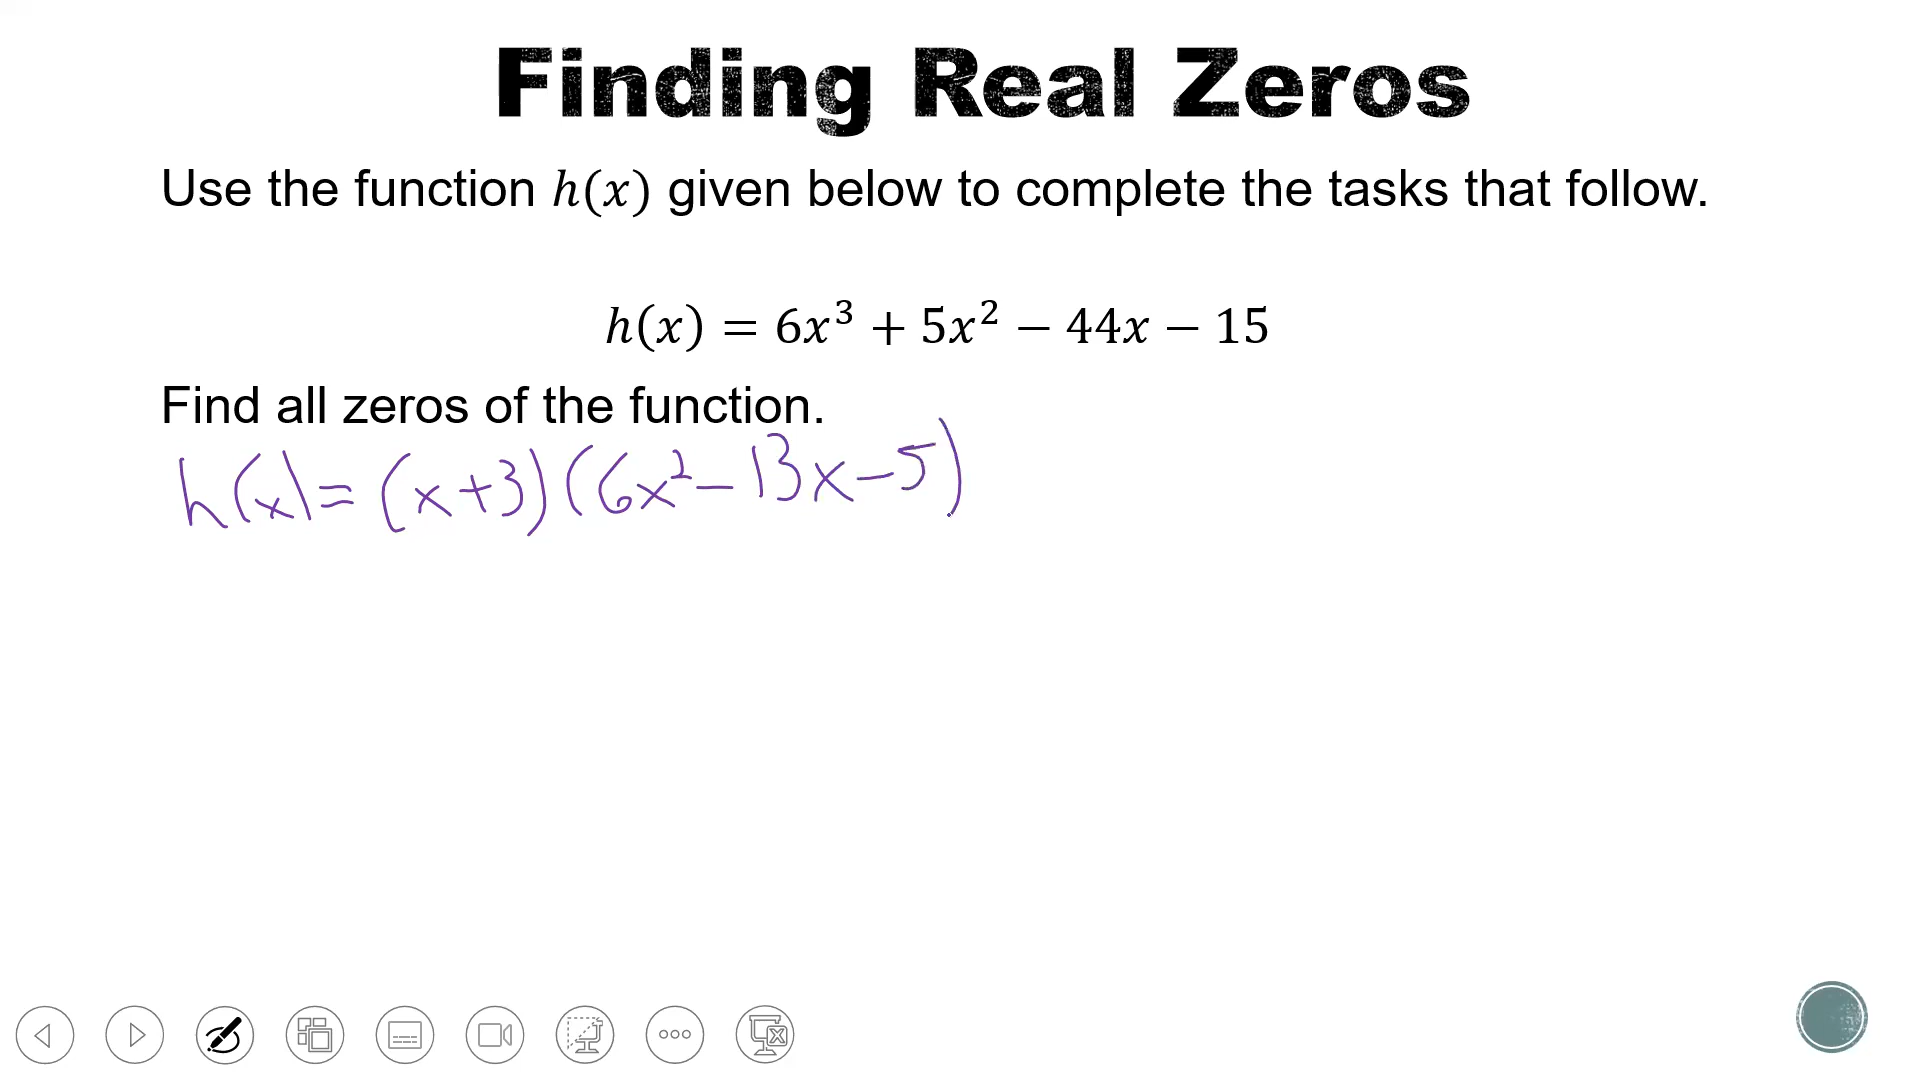 Finding Real Zeros
Use the function h(x) given below to complete the tasks that follow.
h(x) = 6x³ + 5x² − 44x − 15
Find all zeros of the function.
h(x) = (x+3)(6x² − 13x − 5)